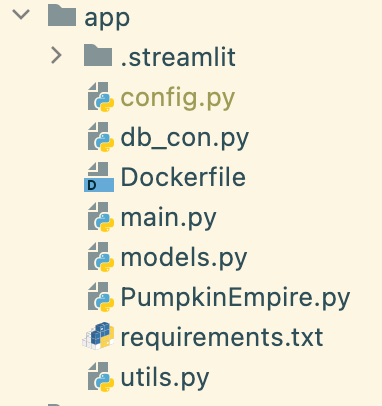 app
.streamlit
config.py
db_con.py
Dockerfile
main.py
models.py
PumpkinEmpire.py
requirements.txt
utils.py